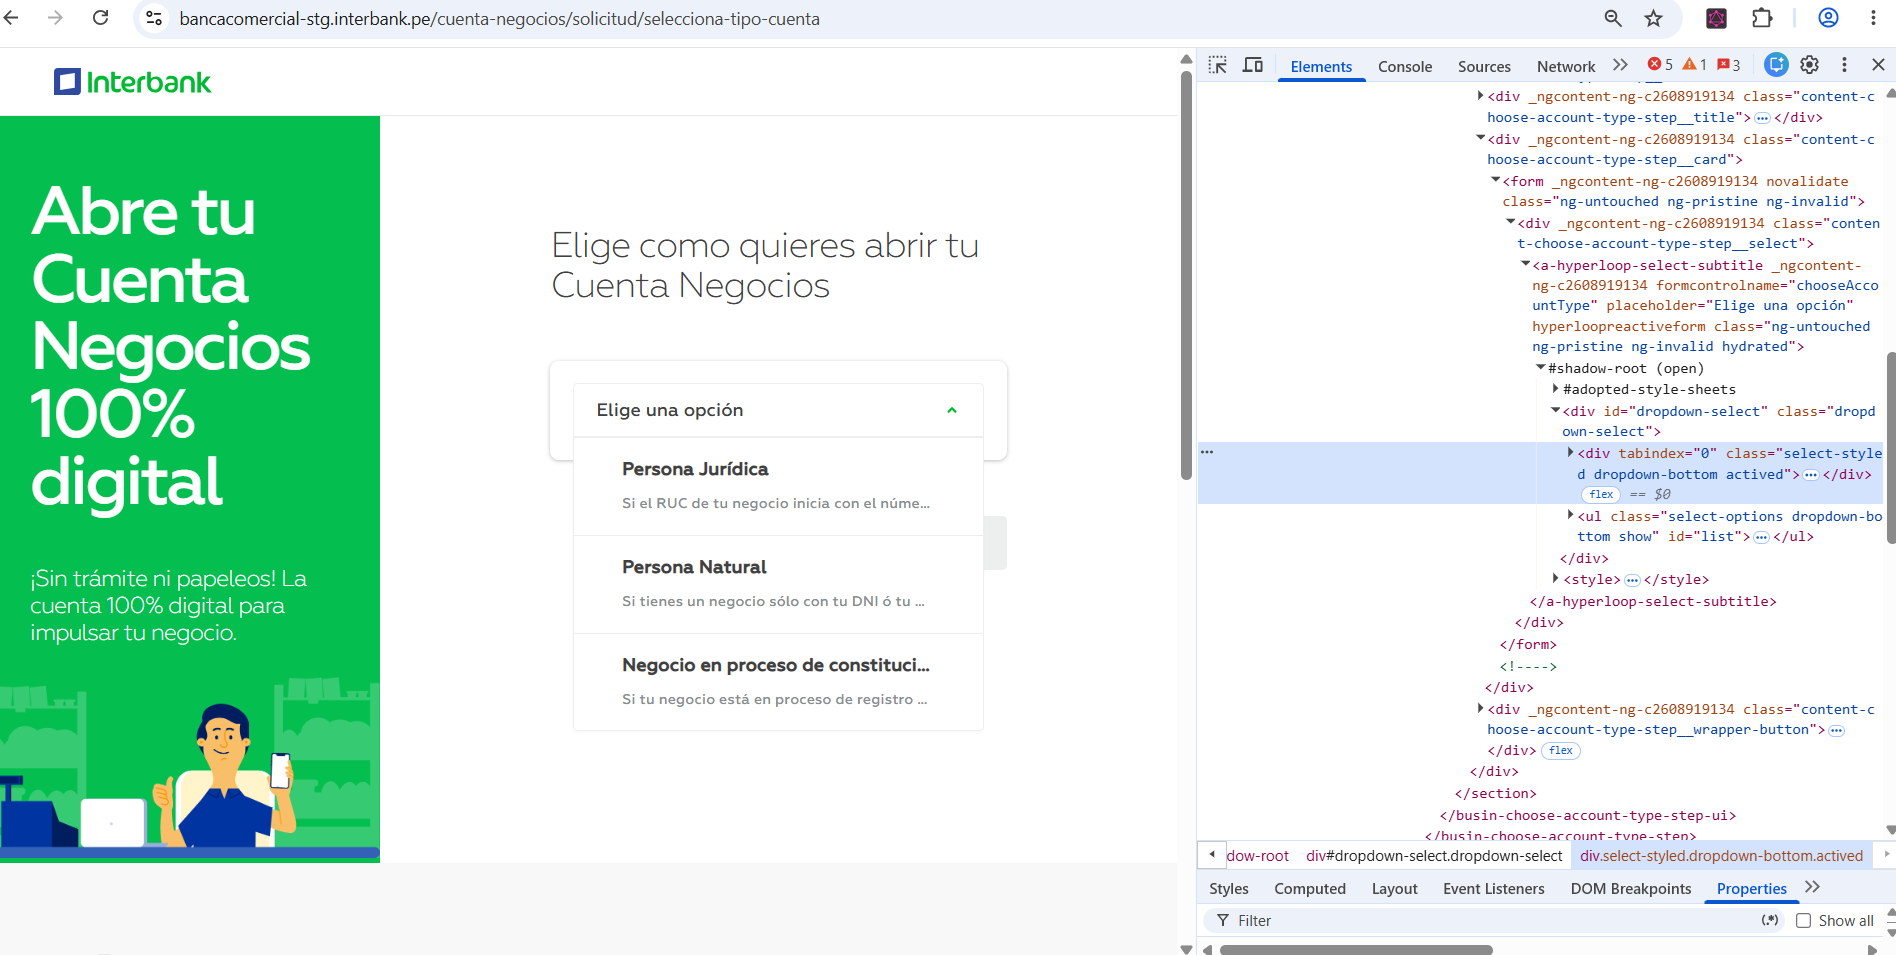 bancacomercial-stg.interbank.pe/cuenta-negocios/solicitud/selecciona-tipo-cuenta
Interbank
Abre tu
Cuenta
Negocios
100%
digital
¡Sin trámite ni papeleos! La
cuenta 100% digital para
impulsar tu negocio.
Elige como quieres abrir tu
Cuenta Negocios
Elige una opción
Persona Jurídica
Si el RUC de tu negocio inicia con el núme...
Persona Natural
Si tienes un negocio sólo con tu DNI ó tu ...
Negocio en proceso de constituci...
Si tu negocio está en proceso de registro ...
Elements Console Sources Network 5 1 3
<div _ngcontent-ng-c2608919134 class="content-c
hoose-account-type-step__title"> </div>
<div _ngcontent-ng-c2608919134 class="content-c
hoose-account-type-step__card">
<form _ngcontent-ng-c2608919134 novalidate
class="ng-untouched ng-pristine ng-invalid">
<div _ngcontent-ng-c2608919134 class="conten
t-choose-account-type-step__select">
<a-hyperloop-select-subtitle _ngcontent-
ng-c2608919134 formcontrolname="chooseAcco
untType" placeholder="Elige una opción"
hyperloopreactiveform class="ng-untouched
ng-pristine ng-invalid hydrated">
#shadow-root (open)
#adopted-style-sheets
<div id="dropdown-select" class="dropd
own-select">
... <div tabindex="0" class="select-style
d dropdown-bottom actived"> ... </div>
flex == $0
<ul class="select-options dropdown-bo
ttom show" id="list"> ... </ul>
</div>
<style> ... </style>
</a-hyperloop-select-subtitle>
</div>
</form>
<!---->
</div>
<div _ngcontent-ng-c2608919134 class="content-c
hoose-account-type-step__wrapper-button"> ...
</div> flex
</div>
</section>
</busin-choose-account-type-step-ui>
</busin-choose-account-type-step>
dow-root div#dropdown-select.dropdown-select div.select-styled.dropdown-bottom.actived
Styles Computed Layout Event Listeners DOM Breakpoints Properties
Filter (.*) Show all